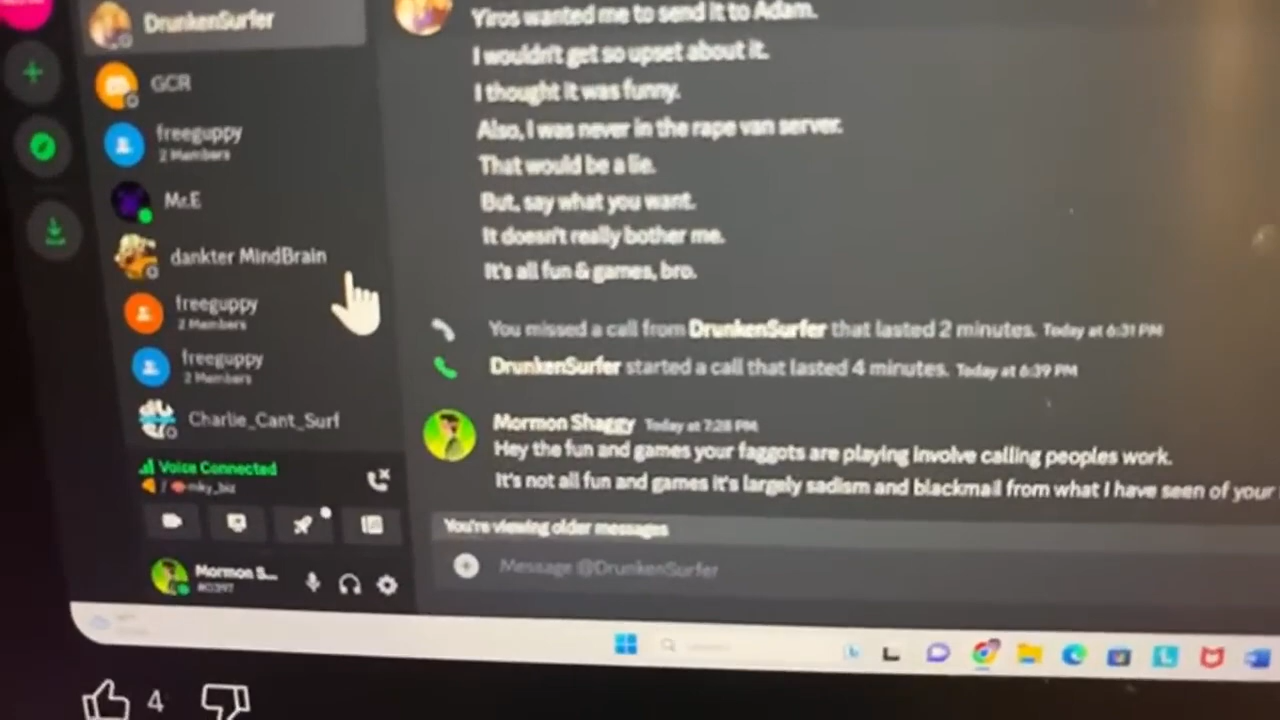 DrunkenSurfer
GCR
freeguppy
2 Members
Mr.E
dankter MindBrain
freeguppy
2 Members
freeguppy
2 Members
Charlie_Cant_Surf
Voice Connected
Mormon S...
#0397
Yiros wanted me to send it to Adam.
I wouldn't get so upset about it.
I thought it was funny.
Also, I was never in the rape van server.
That would be a lie.
But, say what you want.
It doesn't really bother me.
It's all fun & games, bro.
You missed a call from DrunkenSurfer that lasted 2 minutes. Today at 6:31 PM
DrunkenSurfer started a call that lasted 4 minutes. Today at 6:39 PM
Mormon Shaggy Today at 7:28 PM
Hey the fun and games your faggots are playing involve calling peoples work.
It's not all fun and games it's largely sadism and blackmail from what I have seen of your
You're viewing older messages
Message @DrunkenSurfer
4